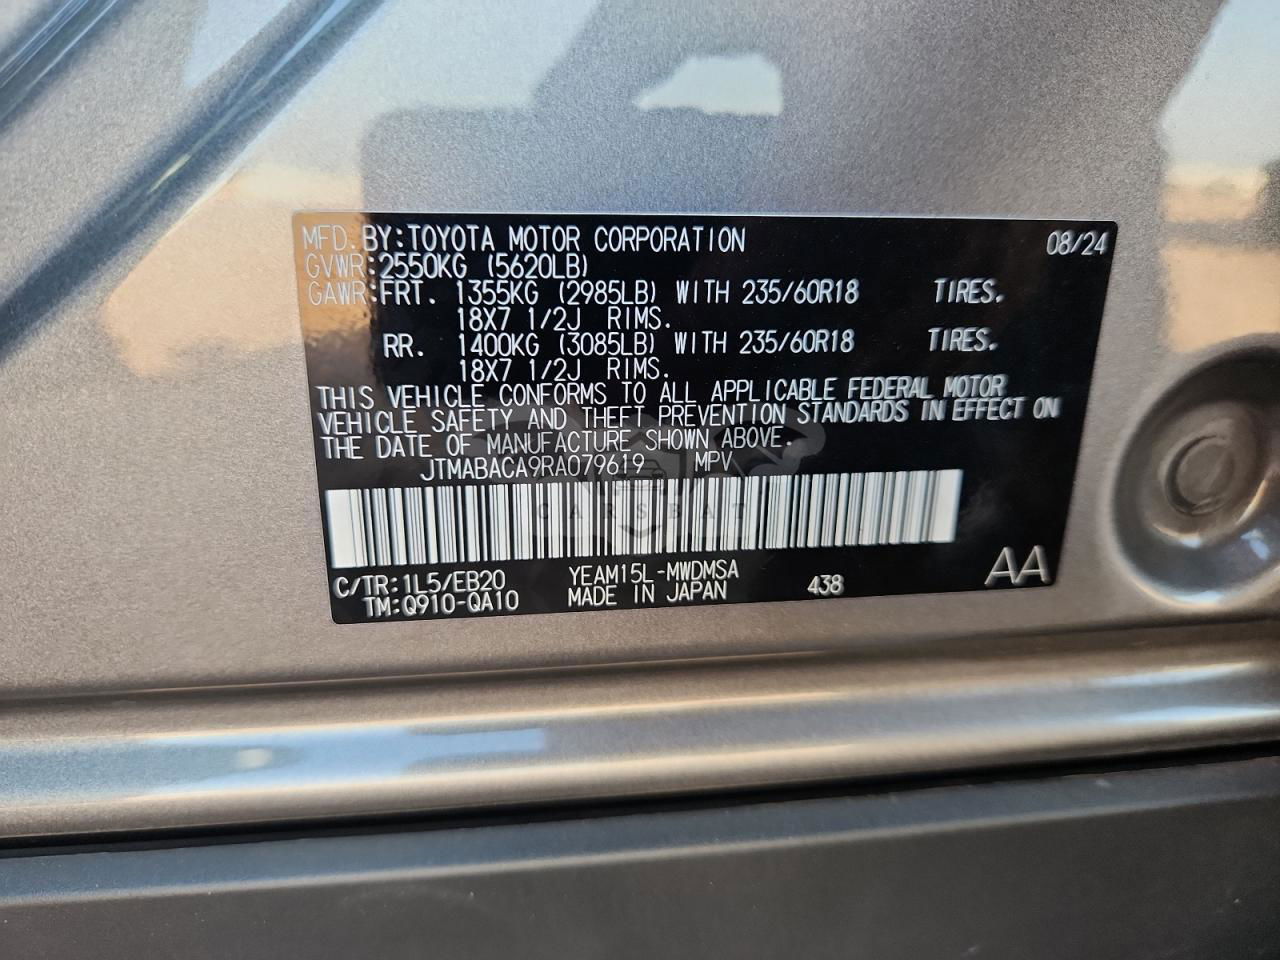 MFD. BY:TOYOTA MOTOR CORPORATION 08/24
GVWR:2550KG (5620LB)
GAWR:FRT. 1355KG (2985LB) WITH 235/60R18 TIRES.
18X7 1/2J RIMS.
RR. 1400KG (3085LB) WITH 235/60R18 TIRES.
18X7 1/2J RIMS.
THIS VEHICLE CONFORMS TO ALL APPLICABLE FEDERAL MOTOR
VEHICLE SAFETY AND THEFT PREVENTION STANDARDS IN EFFECT ON
THE DATE OF MANUFACTURE SHOWN ABOVE.
JTMABACA9RA079619 MPV
CARSBAT
C/TR:1L5/EB20 YEAM15L-MWDMSA 438 AA
TM:Q910-QA10 MADE IN JAPAN